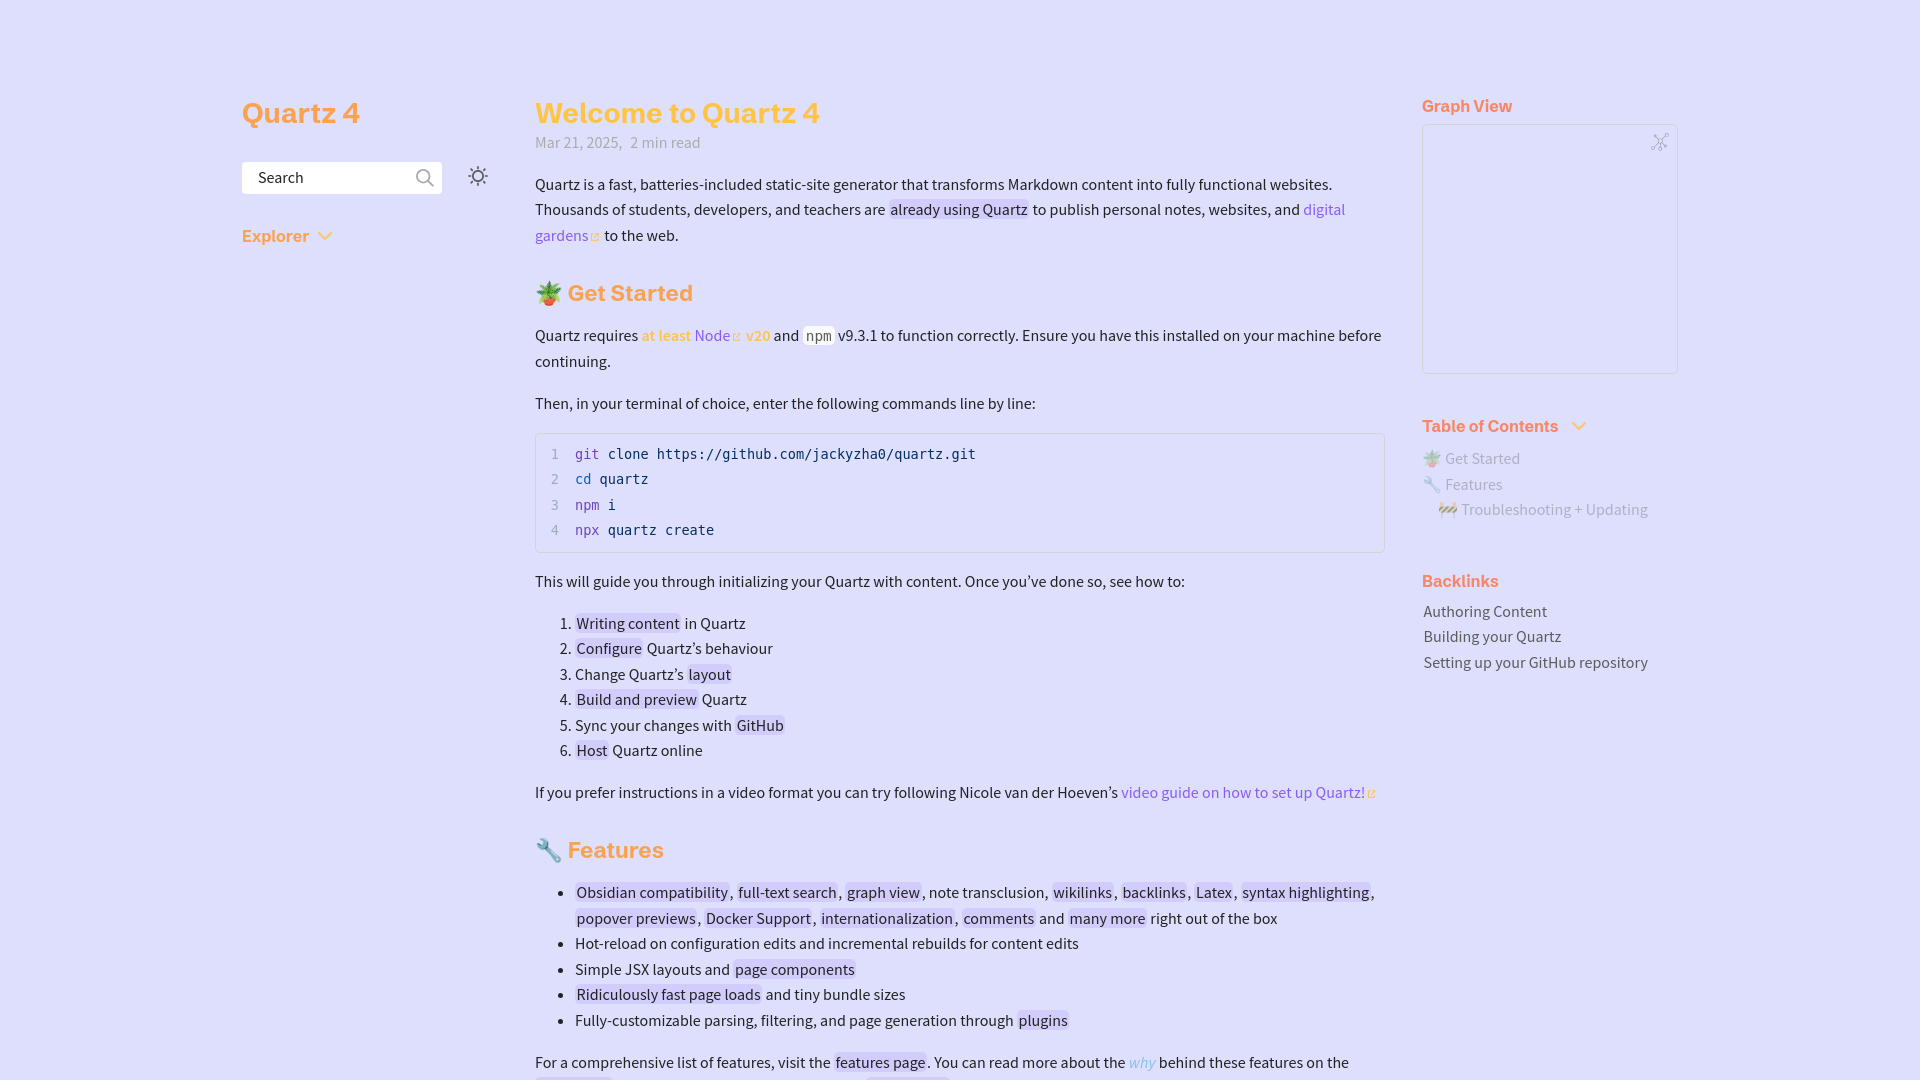 Quartz 4
Search
Explorer
Welcome to Quartz 4
Mar 21, 2025, 2 min read
Quartz is a fast, batteries-included static-site generator that transforms Markdown content into fully functional websites.
Thousands of students, developers, and teachers are already using Quartz to publish personal notes, websites, and digital
gardens to the web.
🪴 Get Started
Quartz requires at least Node v20 and npm v9.3.1 to function correctly. Ensure you have this installed on your machine before
continuing.
Then, in your terminal of choice, enter the following commands line by line:
1 git clone https://github.com/jackyzha0/quartz.git
2 cd quartz
3 npm i
4 npx quartz create
This will guide you through initializing your Quartz with content. Once you’ve done so, see how to:
1. Writing content in Quartz
2. Configure Quartz’s behaviour
3. Change Quartz’s layout
4. Build and preview Quartz
5. Sync your changes with GitHub
6. Host Quartz online
If you prefer instructions in a video format you can try following Nicole van der Hoeven’s video guide on how to set up Quartz!
🔧 Features
• Obsidian compatibility, full-text search, graph view, note transclusion, wikilinks, backlinks, Latex, syntax highlighting,
popover previews, Docker Support, internationalization, comments and many more right out of the box
• Hot-reload on configuration edits and incremental rebuilds for content edits
• Simple JSX layouts and page components
• Ridiculously fast page loads and tiny bundle sizes
• Fully-customizable parsing, filtering, and page generation through plugins
For a comprehensive list of features, visit the features page. You can read more about the why behind these features on the
Graph View
Table of Contents
🪴 Get Started
🔧 Features
🚧 Troubleshooting + Updating
Backlinks
Authoring Content
Building your Quartz
Setting up your GitHub repository